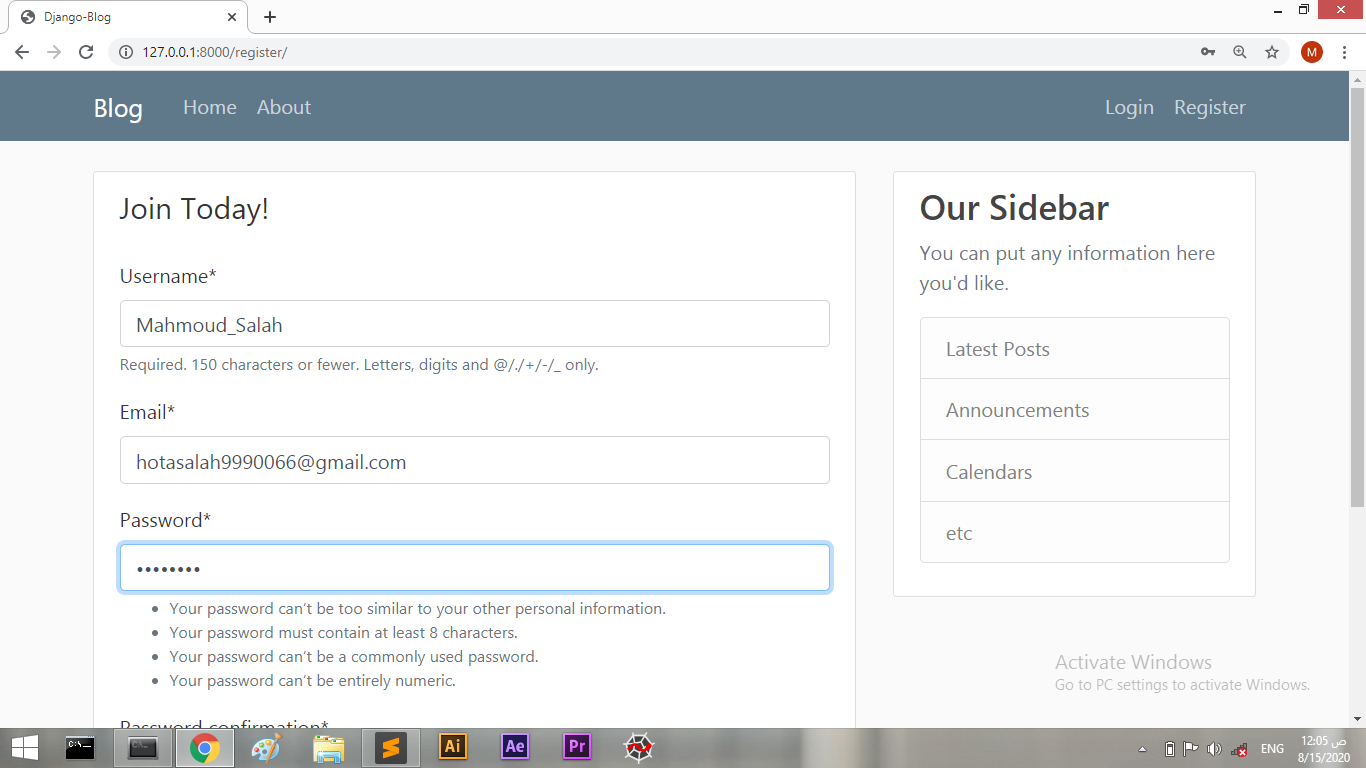 Django-Blog
127.0.0.1:8000/register/
M
Blog Home About Login Register
Join Today!
Username*
Mahmoud_Salah
Required. 150 characters or fewer. Letters, digits and @/./+/-/_ only.
Email*
hotasalah9990066@gmail.com
Password*
••••••••
• Your password can’t be too similar to your other personal information.
• Your password must contain at least 8 characters.
• Your password can’t be a commonly used password.
• Your password can’t be entirely numeric.
Password confirmation*
Our Sidebar
You can put any information here
you'd like.
Latest Posts
Announcements
Calendars
etc
Activate Windows
Go to PC settings to activate Windows.
Ai Ae Pr
ENG
12:05 ص
8/15/2020